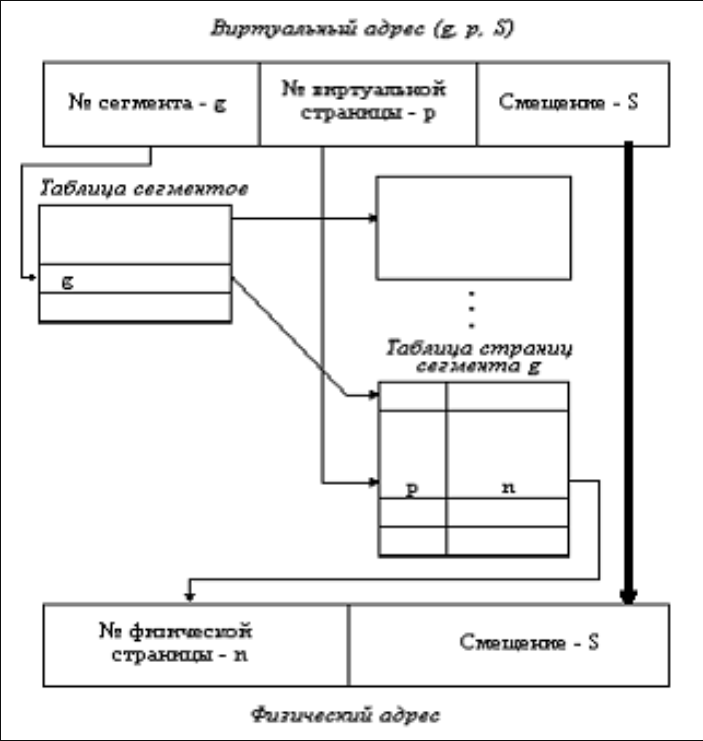 Виртуальный адрес (g, p, S)
№ сегмента - g
№ виртуальной
страницы - p
Смещение - S
Таблица сегментов
g
Таблица страниц
сегмента g
p
n
№ физической
страницы - n
Смещение - S
Физический адрес